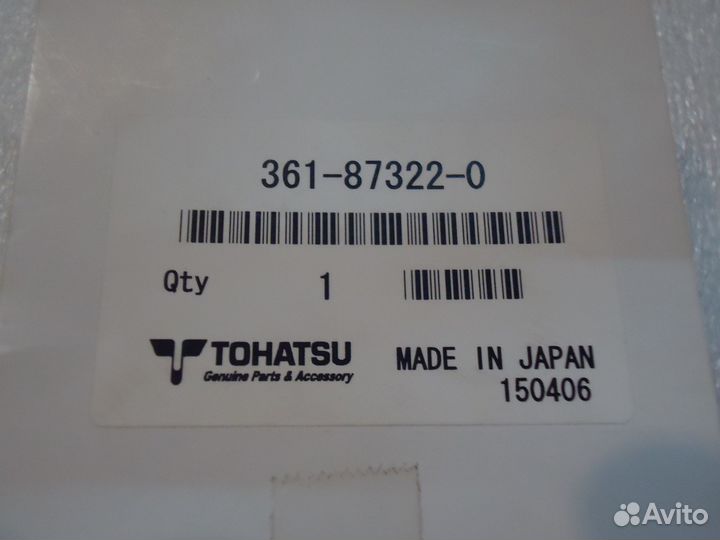 361-87322-0
Qty 1
TOHATSU
Genuine Parts & Accessory
MADE IN JAPAN
150406
Avito